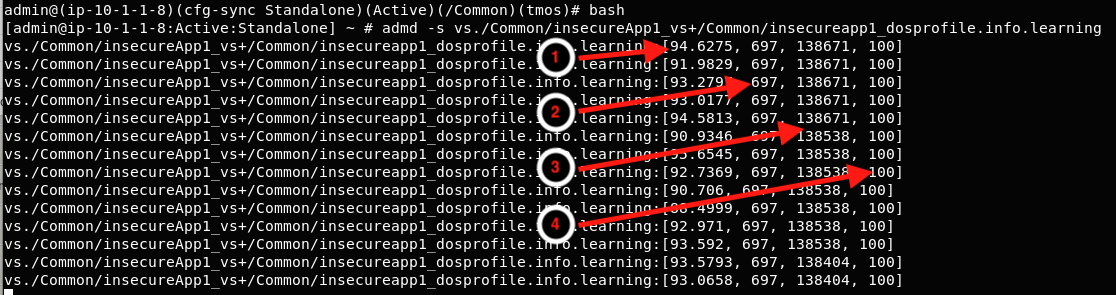 admin@(ip-10-1-1-8)(cfg-sync Standalone)(Active)(/Common)(tmos)# bash
[admin@ip-10-1-1-8:Active:Standalone] ~ # admd -s vs./Common/insecureApp1_vs+/Common/insecureapp1_dosprofile.info.learning
vs./Common/insecureApp1_vs+/Common/insecureapp1_dosprofile.info.learning:[94.6275, 697, 138671, 100]
1
vs./Common/insecureApp1_vs+/Common/insecureapp1_dosprofile.info.learning:[91.9829, 697, 138671, 100]
vs./Common/insecureApp1_vs+/Common/insecureapp1_dosprofile.info.learning: 697, 138671, 100]
vs./Common/insecureApp1_vs+/Common/insecureapp1_dosprofile.info.learning:[93.0177, 697, 138671, 100]
2
vs./Common/insecureApp1_vs+/Common/insecureapp1_dosprofile.info.learning:[94.5813, 697, 138671, 100]
vs./Common/insecureApp1_vs+/Common/insecureapp1_dosprofile.info.learning:[90.9346, 697, 138538, 100]
vs./Common/insecureApp1_vs+/Common/insecureapp1_dosprofile.info.learning: 697, 138538, 100]
3
vs./Common/insecureApp1_vs+/Common/insecureapp1_dosprofile.info.learning:[92.7369, 697, 138538, 100]
vs./Common/insecureApp1_vs+/Common/insecureapp1_dosprofile.info.learning:[90.706, 697, 138538, 100]
vs./Common/insecureApp1_vs+/Common/insecureapp1_dosprofile.info.learning: 697, 138538, 100]
4
vs./Common/insecureApp1_vs+/Common/insecureapp1_dosprofile.info.learning:[92.971, 697, 138538, 100]
vs./Common/insecureApp1_vs+/Common/insecureapp1_dosprofile.info.learning:[93.592, 697, 138538, 100]
vs./Common/insecureApp1_vs+/Common/insecureapp1_dosprofile.info.learning:[93.5793, 697, 138404, 100]
vs./Common/insecureApp1_vs+/Common/insecureapp1_dosprofile.info.learning:[93.0658, 697, 138404, 100]